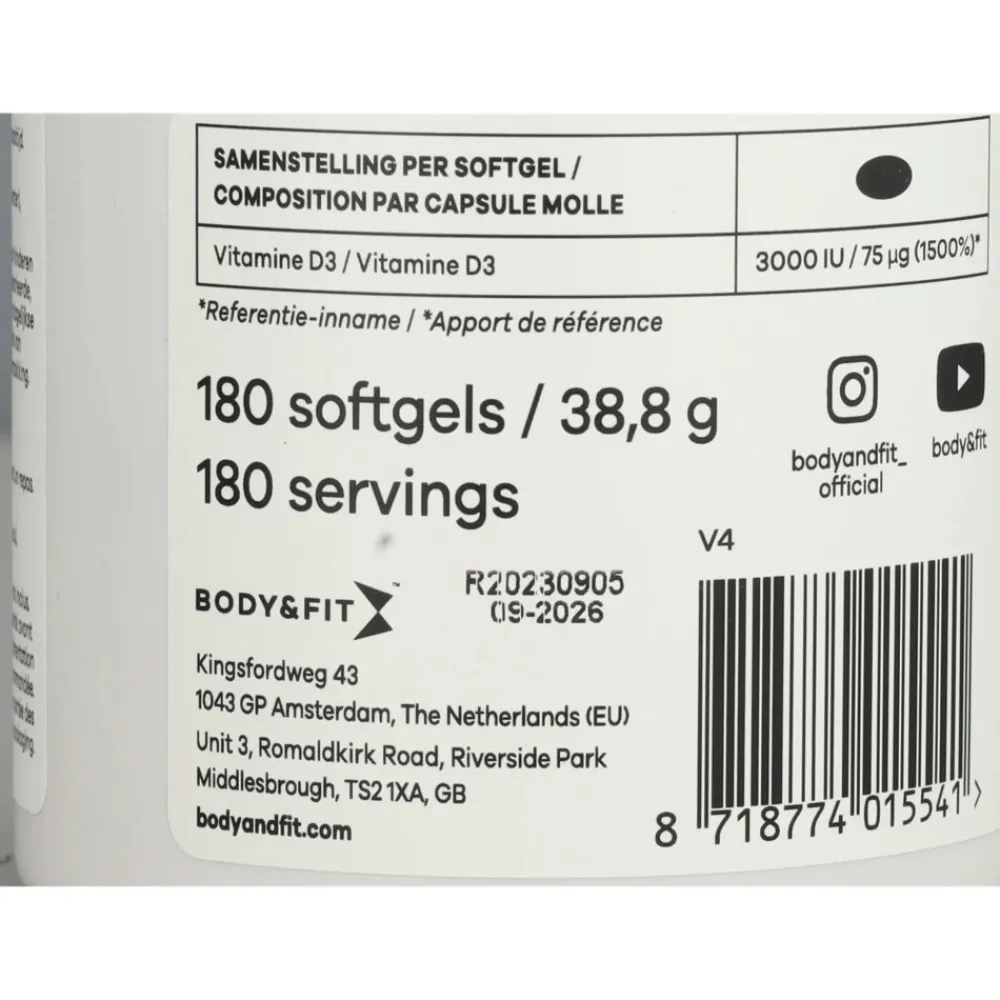 SAMENSTELLING PER SOFTGEL /
COMPOSITION PAR CAPSULE MOLLE
Vitamine D3 / Vitamine D3
3000 IU / 75 µg (1500%)*
*Referentie-inname / *Apport de référence
180 softgels / 38,8 g
180 servings
bodyandfit_
official
body&fit
V4
BODY&FIT™
R20230905
09-2026
Kingsfordweg 43
1043 GP Amsterdam, The Netherlands (EU)
Unit 3, Romaldkirk Road, Riverside Park
Middlesbrough, TS2 1XA, GB
bodyandfit.com
8 718774 015541 >